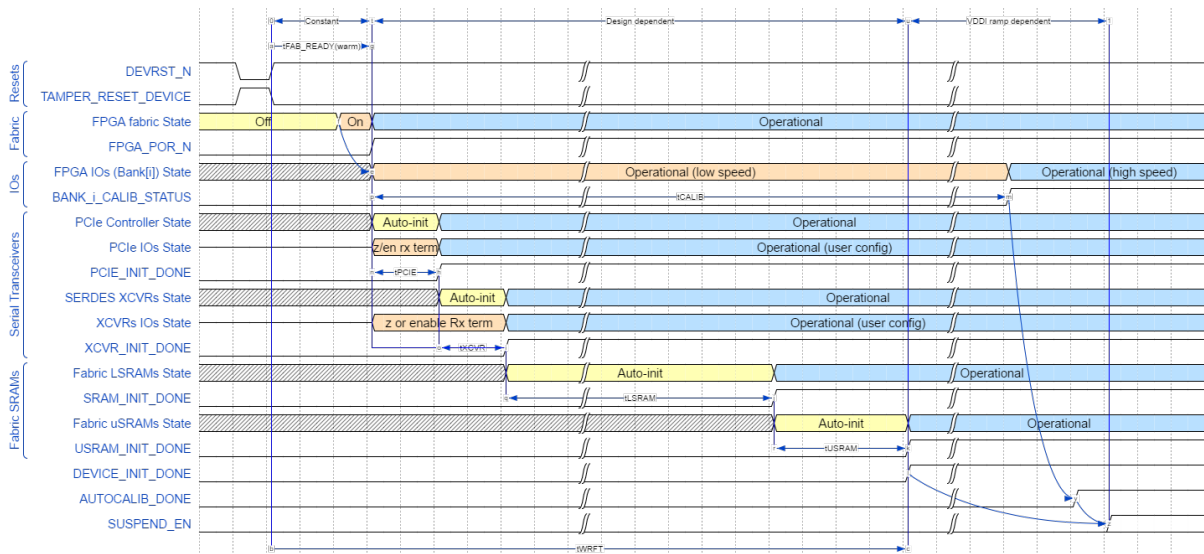 Constant
Design dependent
VDDI ramp dependent
tFAB_READY(warm)
Resets
DEVRST_N
TAMPER_RESET_DEVICE
Fabric
FPGA fabric State
Off
On
Operational
FPGA_POR_N
IOs
FPGA IOs (Bank[i]) State
Operational (low speed)
Operational (high speed)
BANK_i_CALIB_STATUS
tCALIB
Serial Transceivers
PCIe Controller State
Auto-init
Operational
PCIe IOs State
z/en rx term
Operational (user config)
PCIE_INIT_DONE
tPCIE
SERDES XCVRs State
Auto-init
Operational
XCVRs IOs State
z or enable Rx term
Operational (user config)
XCVR_INIT_DONE
tXCVR
Fabric SRAMs
Fabric LSRAMs State
Auto-init
Operational
SRAM_INIT_DONE
tLSRAM
Fabric uSRAMs State
Auto-init
Operational
USRAM_INIT_DONE
tUSRAM
DEVICE_INIT_DONE
AUTOCALIB_DONE
SUSPEND_EN
tWRFT